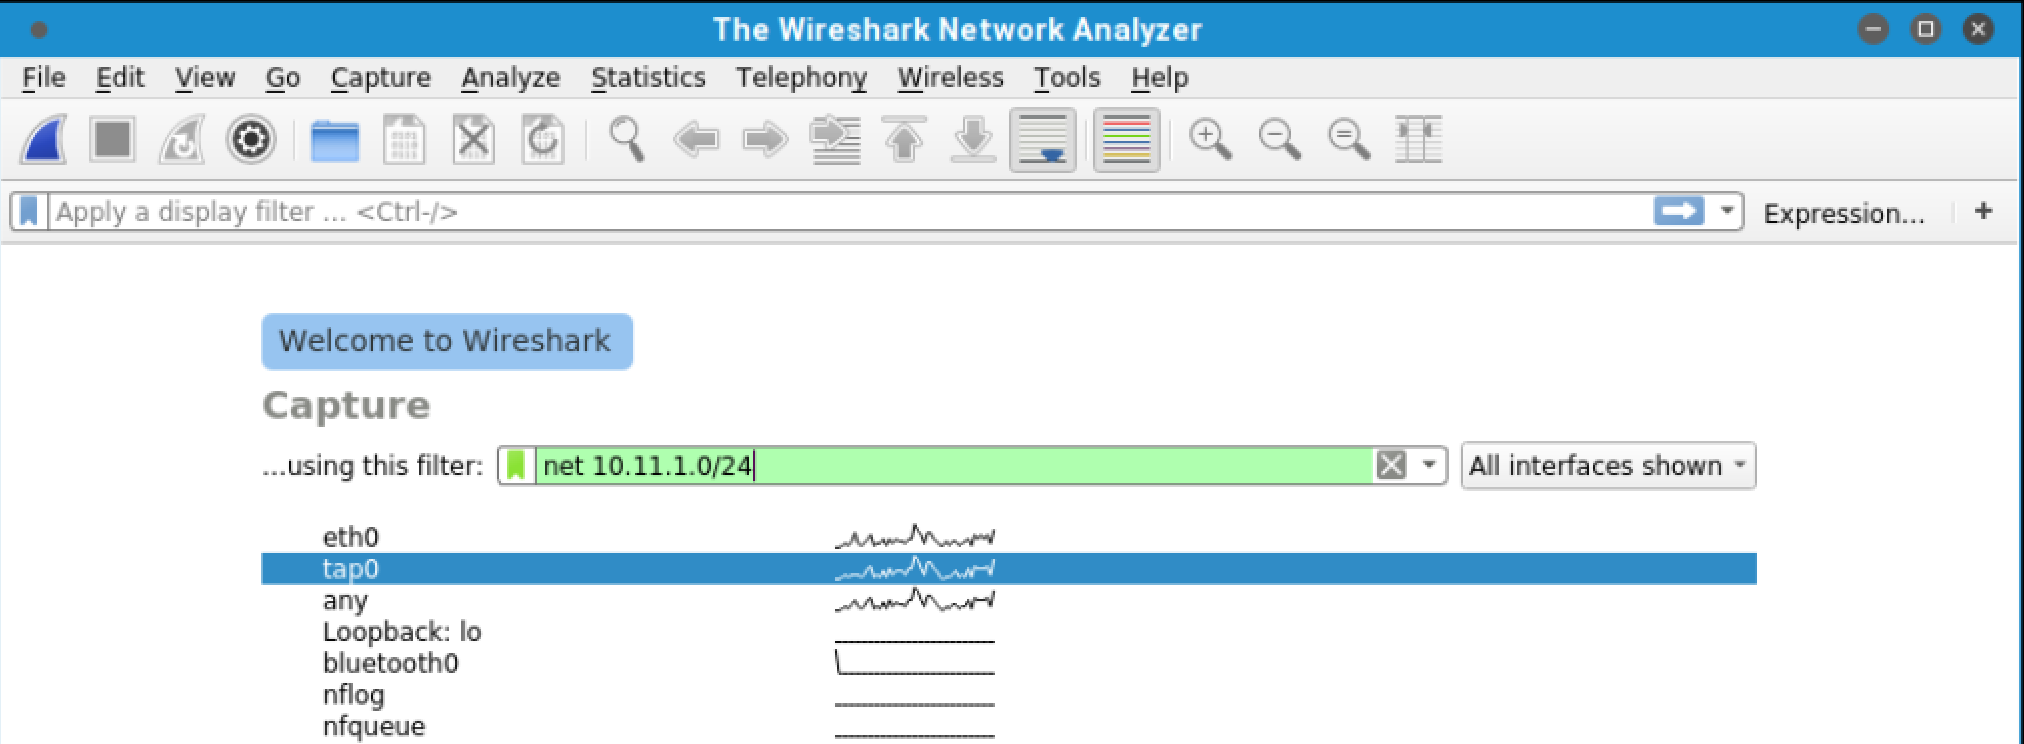 The Wireshark Network Analyzer
File Edit View Go Capture Analyze Statistics Telephony Wireless Tools Help
Apply a display filter ... <Ctrl-/> Expression... +
Welcome to Wireshark
Capture
...using this filter: net 10.11.1.0/24 All interfaces shown
eth0
tap0
any
Loopback: lo
bluetooth0
nflog
nfqueue